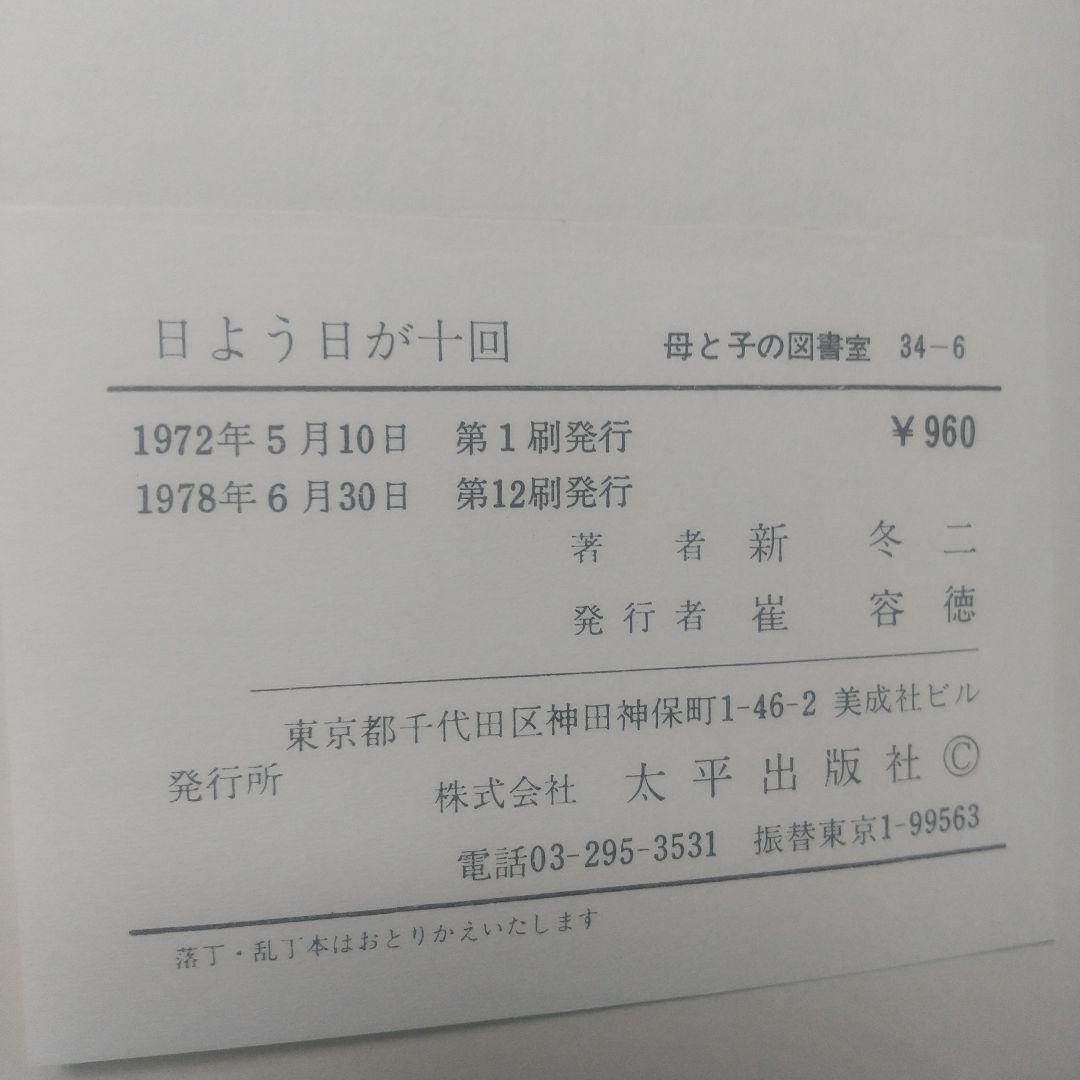 日よう日が十回 母と子の図書室 34-6
1972年5月10日 第1刷発行 ¥960
1978年6月30日 第12刷発行
著者 新 冬二
発行者 崔 容徳
東京都千代田区神田神保町1-46-2 美成社ビル
発行所 株式会社 太平出版社 ©
電話03-295-3531 振替東京1-99563
落丁・乱丁本はおとりかえいたします